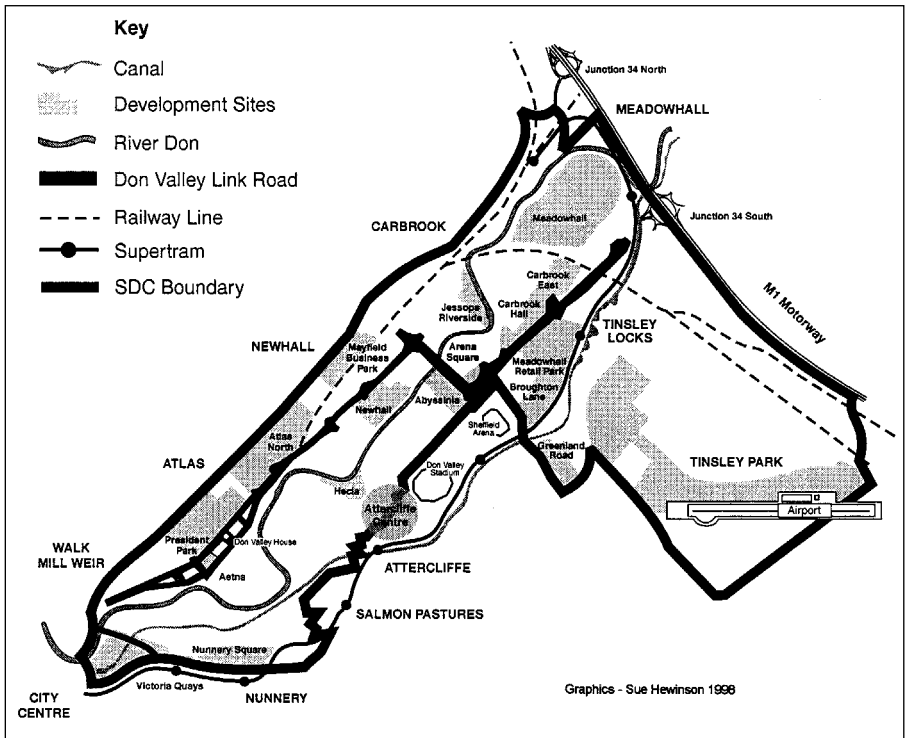 Key
Canal
Development Sites
River Don
Don Valley Link Road
Railway Line
Supertram
SDC Boundary
Junction 34 North
MEADOWHALL
Meadowhall
Junction 34 South
CARBROOK
Carbrook
East
Carbrook
Hall
Jessops
Riverside
M1 Motorway
TINSLEY
LOCKS
NEWHALL
Mayfield
Business
Park
Arena
Square
Meadowhall
Retail Park
Broughton
Lane
Abyssinia
Newhall
Sheffield
Arena
Atlas
North
Greenland
Road
ATLAS
TINSLEY PARK
Don Valley
Stadium
Hecla
Attercliffe
Centre
Airport
President
Park
Don Valley House
WALK
MILL WEIR
Aetna
ATTERCLIFFE
SALMON PASTURES
Nunnery Square
Victoria Quays
NUNNERY
CITY
CENTRE
Graphics - Sue Hewinson 1998